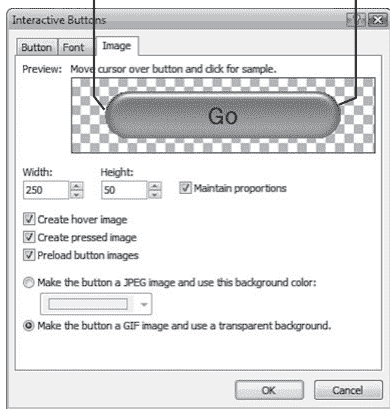 Interactive Buttons
Button Font Image
Preview: Move cursor over button and click for sample.
Go
Width: Height:
250 50 Maintain proportions
Create hover image
Create pressed image
Preload button images
Make the button a JPEG image and use this background color:
Make the button a GIF image and use a transparent background.
OK Cancel